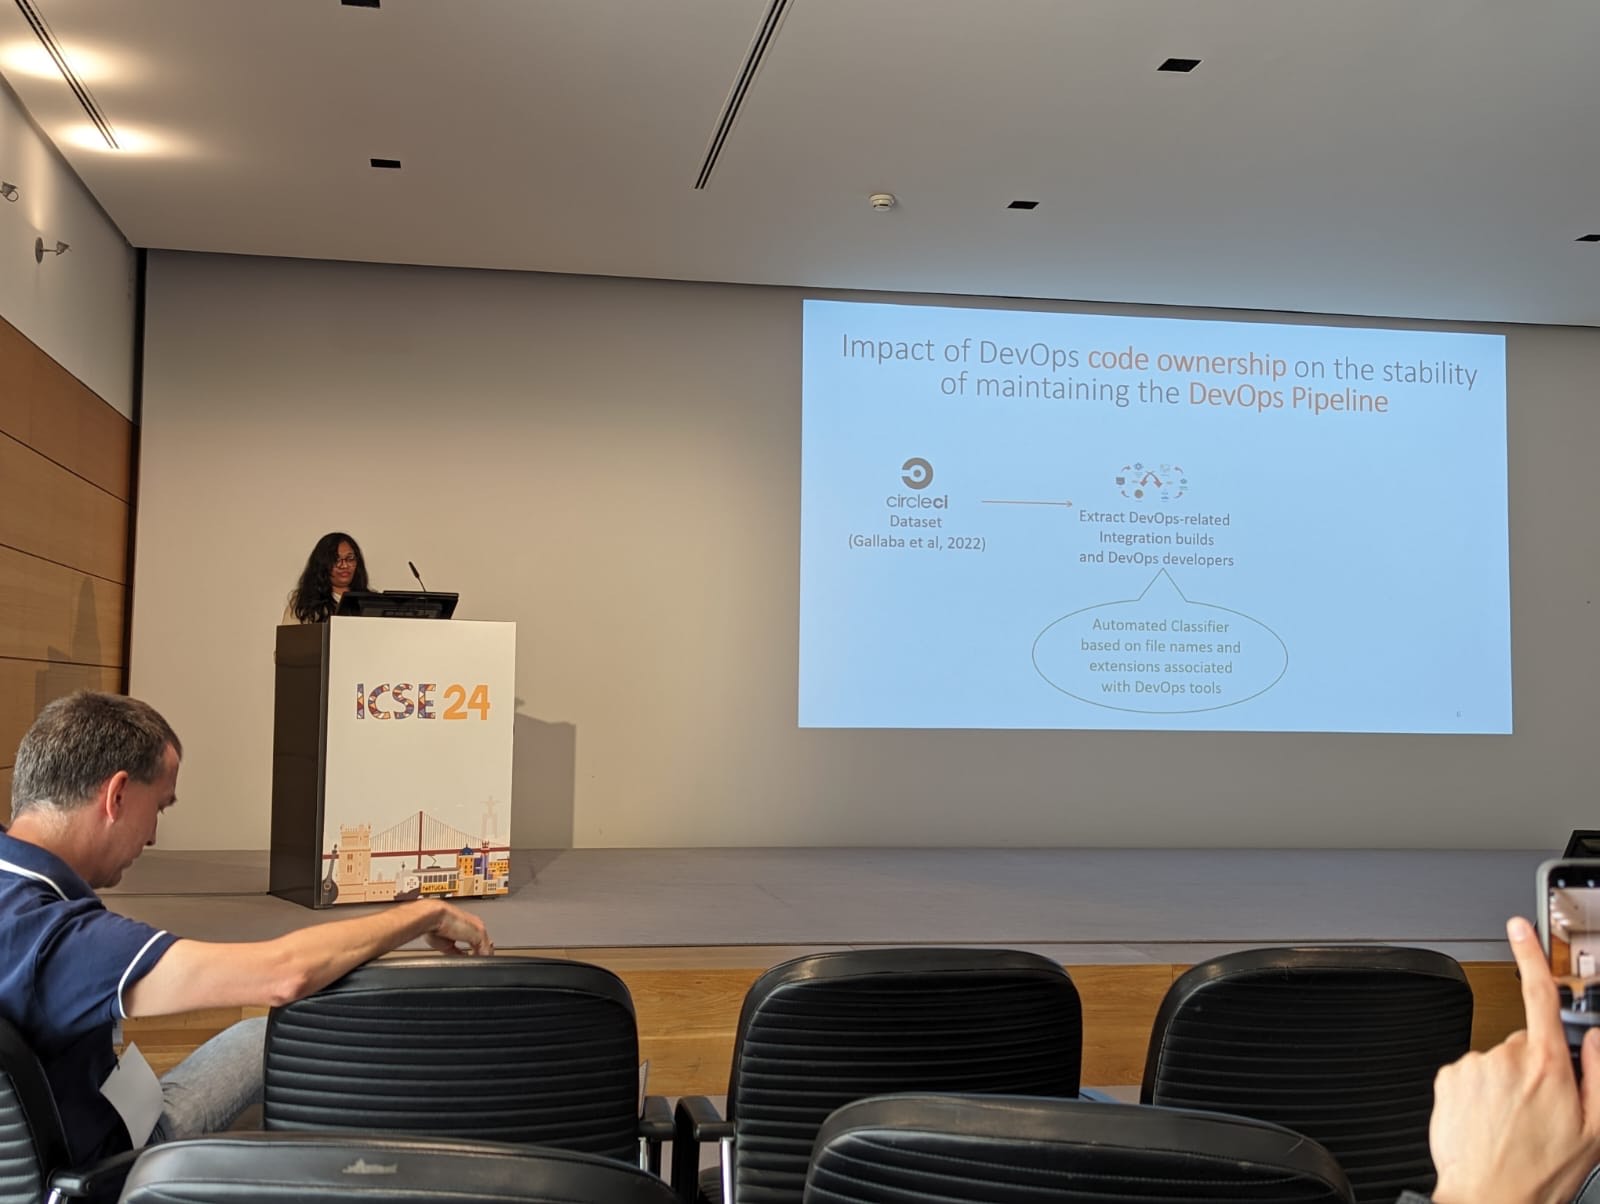 Impact of DevOps code ownership on the stability
of maintaining the DevOps Pipeline
circleci
Dataset
(Gallaba et al, 2022)
Extract DevOps-related
Integration builds
and DevOps developers
Automated Classifier
based on file names and
extensions associated
with DevOps tools
6
ICSE 24
PORTUGAL